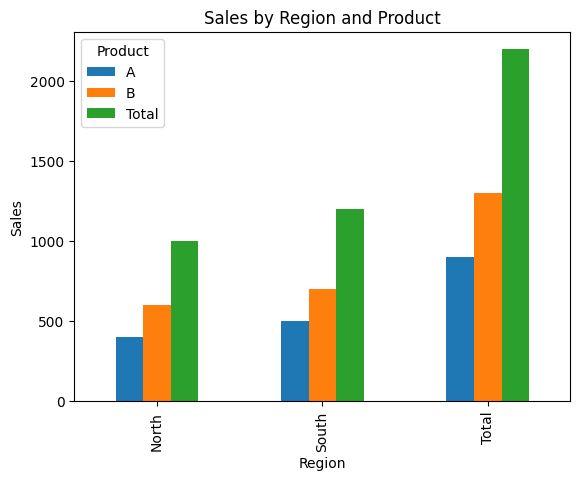 Sales by Region and Product
Product
A
B
Total
2000
1500
1000
500
0
Sales
North
South
Total
Region